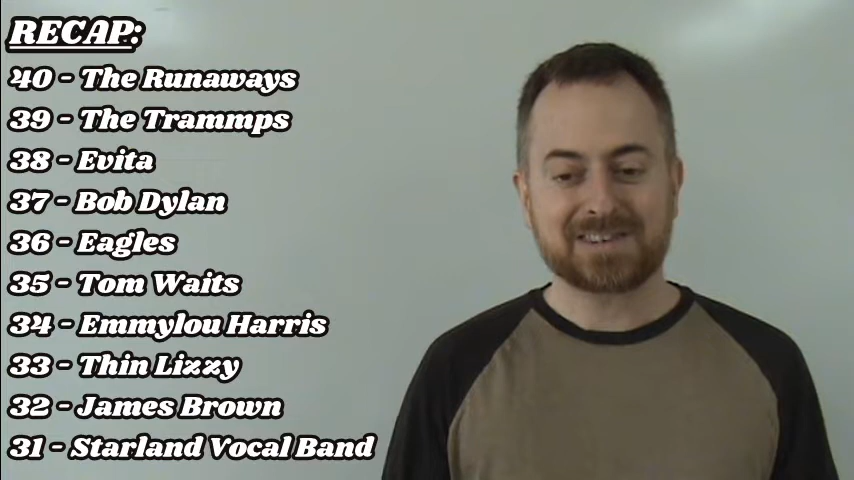 RECAP:
40 - The Runaways
39 - The Trammps
38 - Evita
37 - Bob Dylan
36 - Eagles
35 - Tom Waits
34 - Emmylou Harris
33 - Thin Lizzy
32 - James Brown
31 - Starland Vocal Band